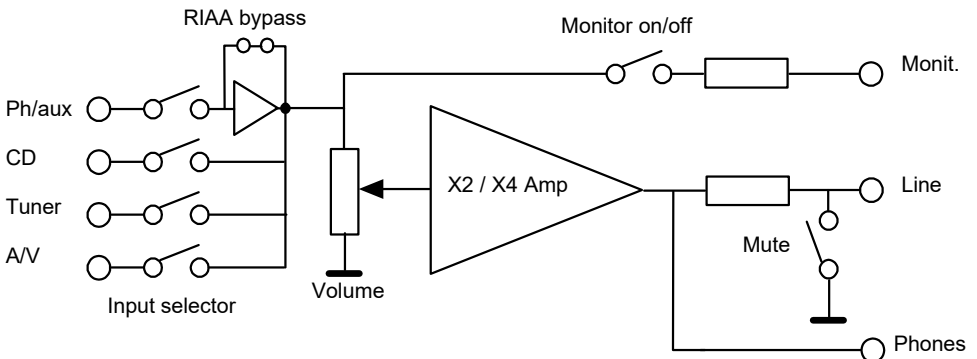 RIAA bypass
Monitor on/off
Monit.
Ph/aux
CD
X2 / X4 Amp
Line
Tuner
Mute
A/V
Volume
Input selector
Phones